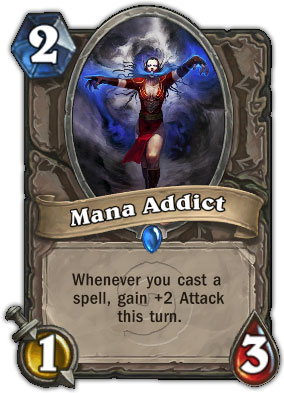 2
Mana Addict
Whenever you cast a
spell, gain +2 Attack
this turn.
1
3